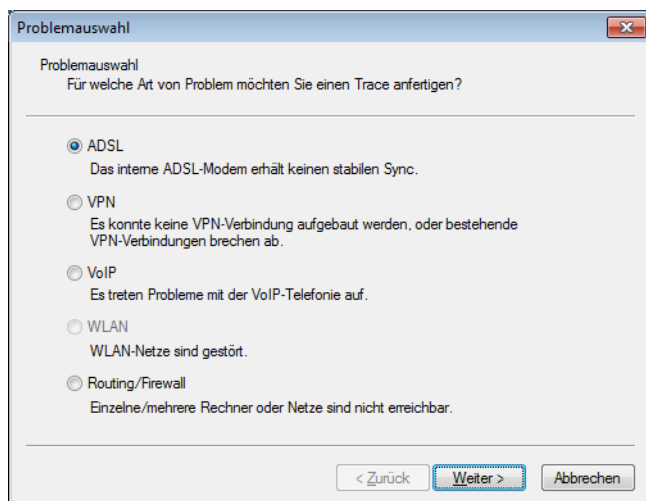 Problemauswahl
Problemauswahl
Für welche Art von Problem möchten Sie einen Trace anfertigen?
ADSL
Das interne ADSL-Modem erhält keinen stabilen Sync.
VPN
Es konnte keine VPN-Verbindung aufgebaut werden, oder bestehende
VPN-Verbindungen brechen ab.
VoIP
Es treten Probleme mit der VoIP-Telefonie auf.
WLAN
WLAN-Netze sind gestört.
Routing/Firewall
Einzelne/mehrere Rechner oder Netze sind nicht erreichbar.
< Zurück Weiter > Abbrechen